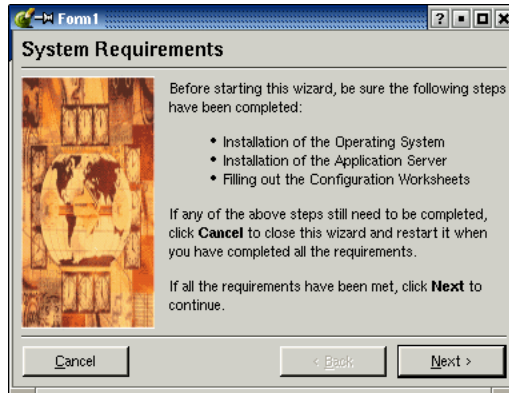 Form1
System Requirements
Before starting this wizard, be sure the following steps
have been completed:
• Installation of the Operating System
• Installation of the Application Server
• Filling out the Configuration Worksheets
If any of the above steps still need to be completed,
click Cancel to close this wizard and restart it when
you have completed all the requirements.
If all the requirements have been met, click Next to
continue.
Cancel
< Back
Next >